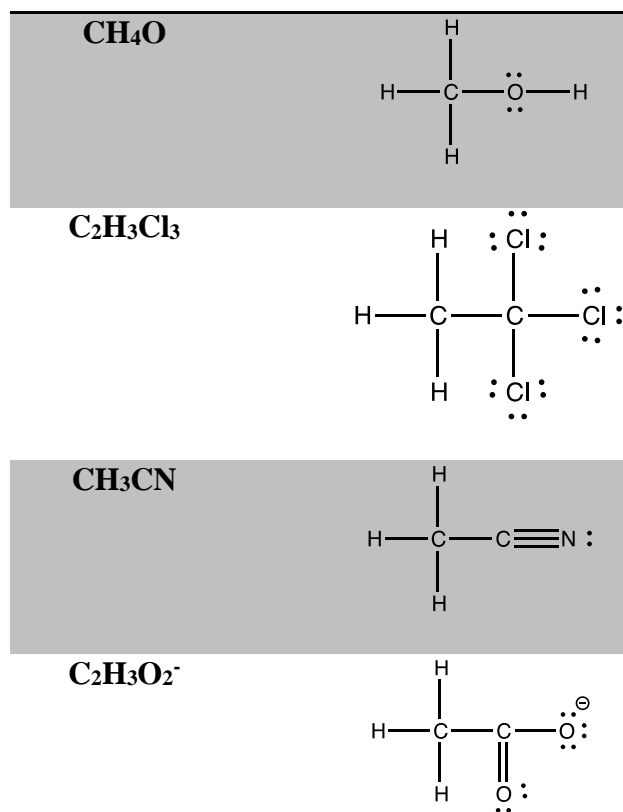 CH₄O
H
H C O H
H
C₂H₃Cl₃
H Cl
H C C Cl
H Cl
CH₃CN
H
H C C N
H
C₂H₃O₂⁻
H ⊖
H C C O
H O